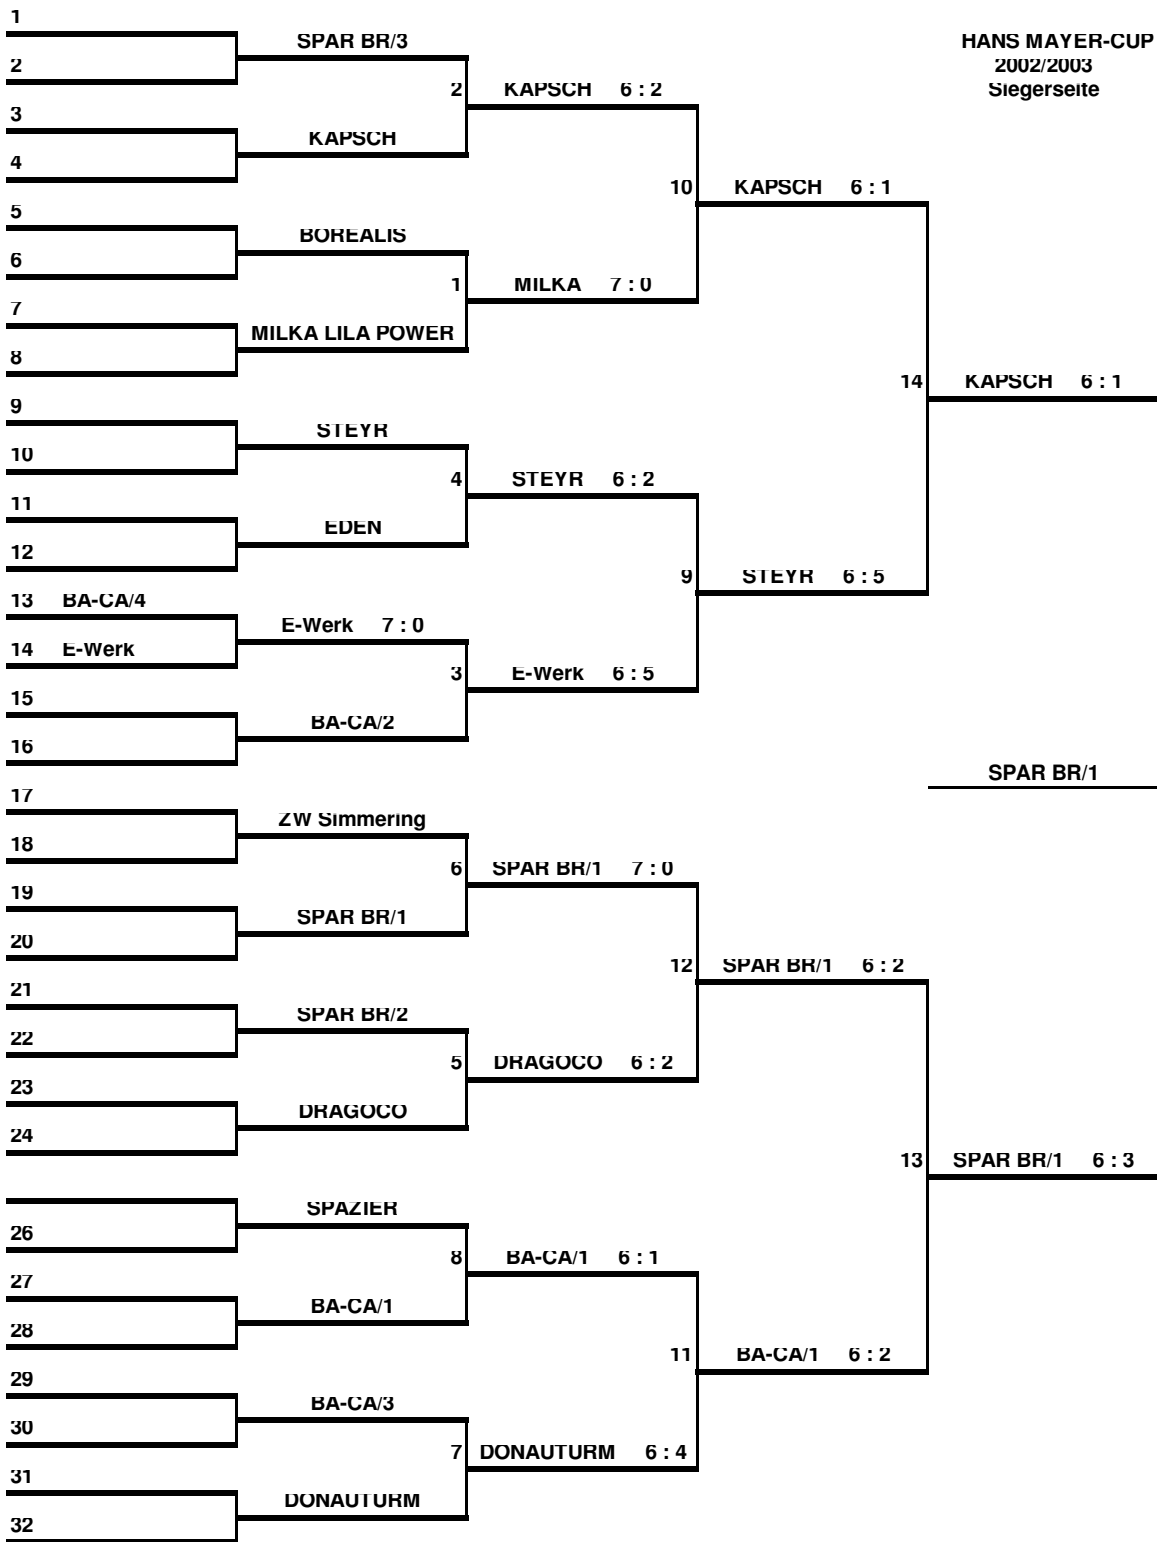 1
SPAR BR/3
HANS MAYER-CUP
2
2002/2003
2 KAPSCH 6 : 2
Siegerseite
3
KAPSCH
4
10 KAPSCH 6 : 1
5
BOREALIS
6
1 MILKA 7 : 0
7
MILKA LILA POWER
8
14 KAPSCH 6 : 1
9
STEYR
10
4 STEYR 6 : 2
11
EDEN
12
9 STEYR 6 : 5
13 BA-CA/4
E-Werk 7 : 0
14 E-Werk
3 E-Werk 6 : 5
15
BA-CA/2
16
SPAR BR/1
17
ZW Simmering
18
6 SPAR BR/1 7 : 0
19
SPAR BR/1
20
12 SPAR BR/1 6 : 2
21
SPAR BR/2
22
5 DRAGOCO 6 : 2
23
DRAGOCO
24
13 SPAR BR/1 6 : 3
SPAZIER
26
8 BA-CA/1 6 : 1
27
BA-CA/1
28
11 BA-CA/1 6 : 2
29
BA-CA/3
30
7 DONAUTURM 6 : 4
31
DONAUTURM
32